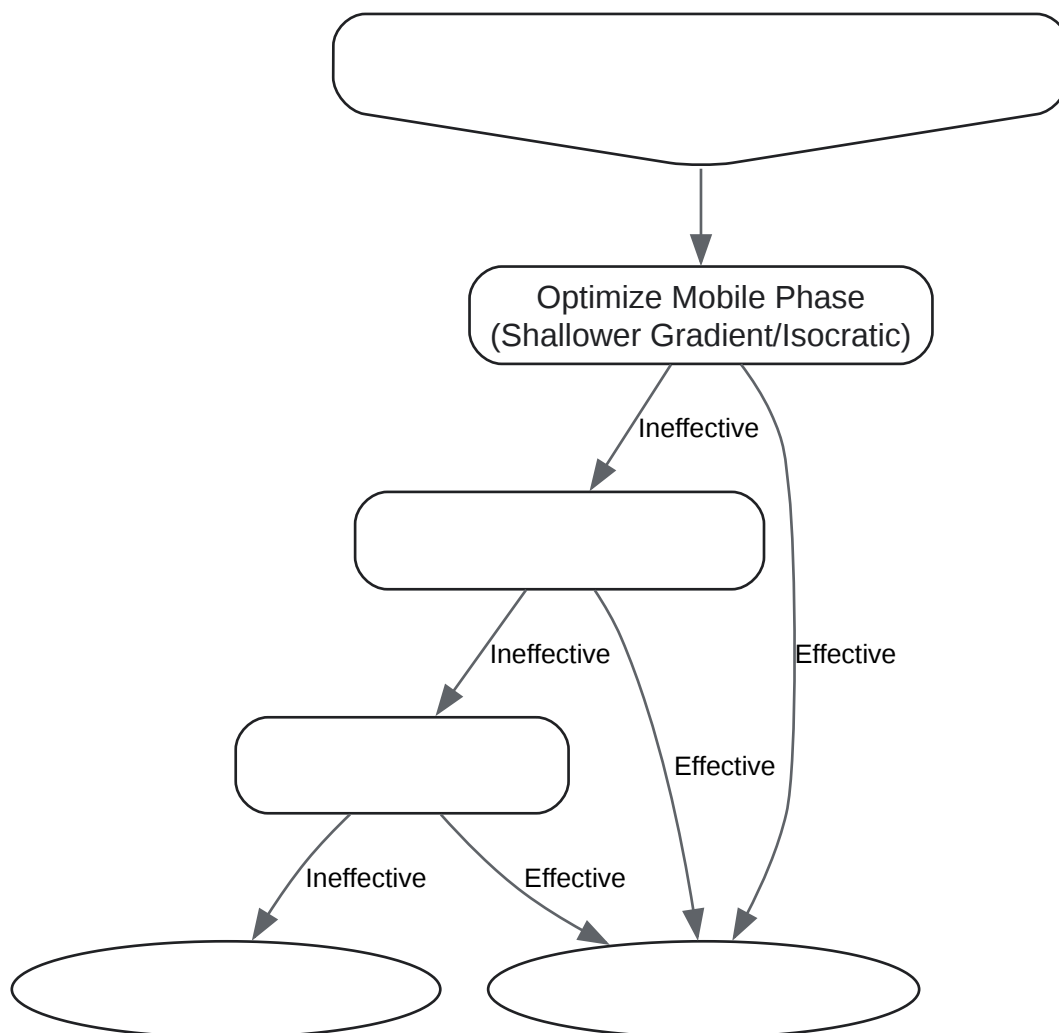 Optimize Mobile Phase
(Shallower Gradient/Isocratic)
Ineffective
Ineffective
Effective
Effective
Ineffective
Effective